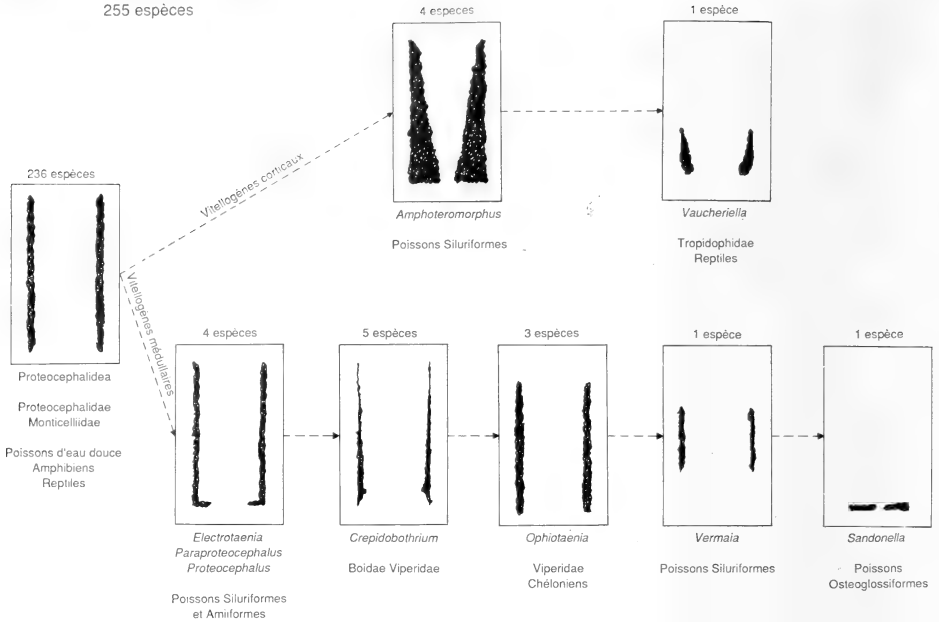 255 espèces
4 especes
1 espèce
Vitellogènes corticaux
236 espèces
Amphoteromorphus
Poissons Siluriformes
Vaucheriella
Tropidophidae
Reptiles
Vitellogènes médullaires
Proteocephalidea
Proteocephalidae
Monticelliidae
Poissons d'eau douce
Amphibiens
Reptiles
4 espèces
5 espèces
3 espèces
1 espèce
1 espèce
Electrotaenia
Paraproteocephalus
Proteocephalus
Poissons Siluriformes
et Amiiformes
Crepidobothrium
Boidae Viperidae
Ophiotaenia
Viperidae
Chéloniens
Vermaia
Poissons Siluriformes
Sandonella
Poissons
Osteoglossiformes